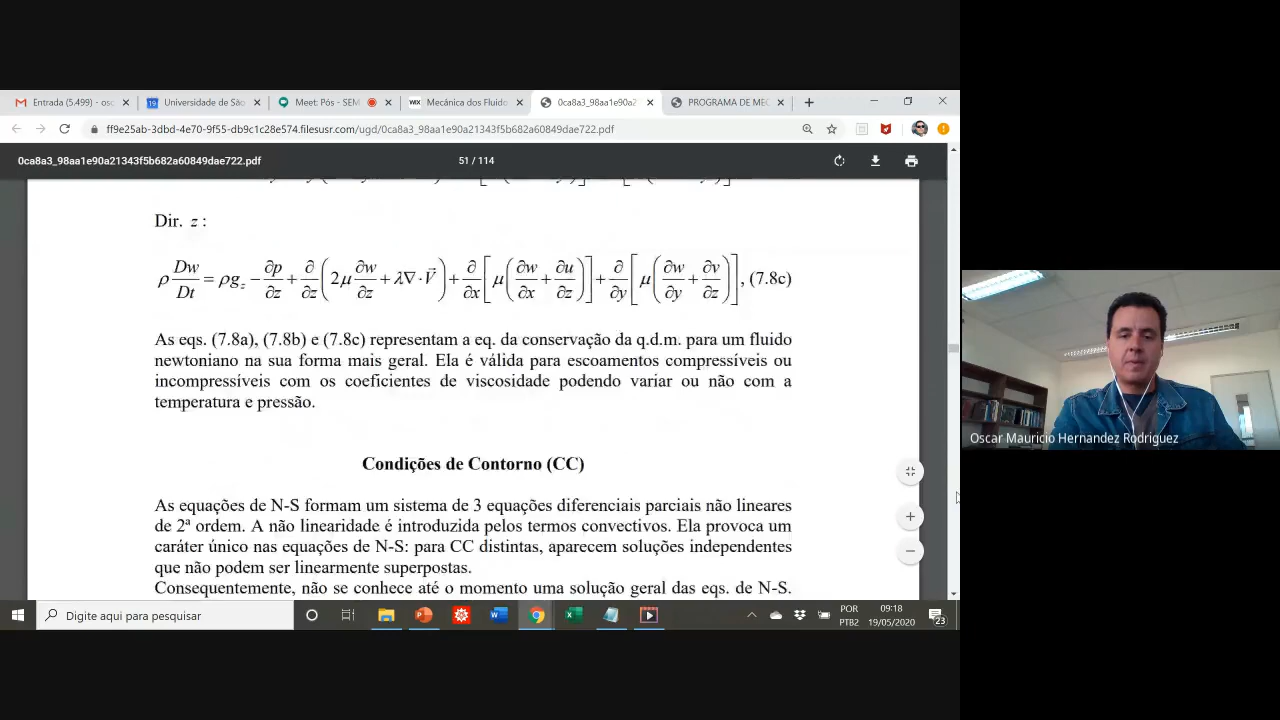 Entrada (5.499) - osc
Universidade de São
Meet: Pós - SEM
WIX Mecânica dos Fluido
0ca8a3_98aa1e90a2
PROGRAMA DE MEC
ff9e25ab-3dbd-4e70-9f65-db9c1c28e574.filesusr.com/ugd/0ca8a3_98aa1e90a21343f5b682a60849dae722.pdf
0ca8a3_98aa1e90a21343f5b682a60849dae722.pdf
51 / 114
Dir. z :
ρ Dw/Dt = ρg_z − ∂p/∂z + ∂/∂z (2μ ∂w/∂z + λ∇·V⃗) + ∂/∂x [μ (∂w/∂x + ∂u/∂z)] + ∂/∂y [μ (∂w/∂y + ∂v/∂z)], (7.8c)
As eqs. (7.8a), (7.8b) e (7.8c) representam a eq. da conservação da q.d.m. para um fluido
newtoniano na sua forma mais geral. Ela é válida para escoamentos compressíveis ou
incompressíveis com os coeficientes de viscosidade podendo variar ou não com a
temperatura e pressão.
Condições de Contorno (CC)
As equações de N-S formam um sistema de 3 equações diferenciais parciais não lineares
de 2ª ordem. A não linearidade é introduzida pelos termos convectivos. Ela provoca um
caráter único nas equações de N-S: para CC distintas, aparecem soluções independentes
que não podem ser linearmente superpostas.
Consequentemente, não se conhece até o momento uma solução geral das eqs. de N-S.
Oscar Mauricio Hernandez Rodriguez
Digite aqui para pesquisar
POR
PTB2
09:18
19/05/2020
23